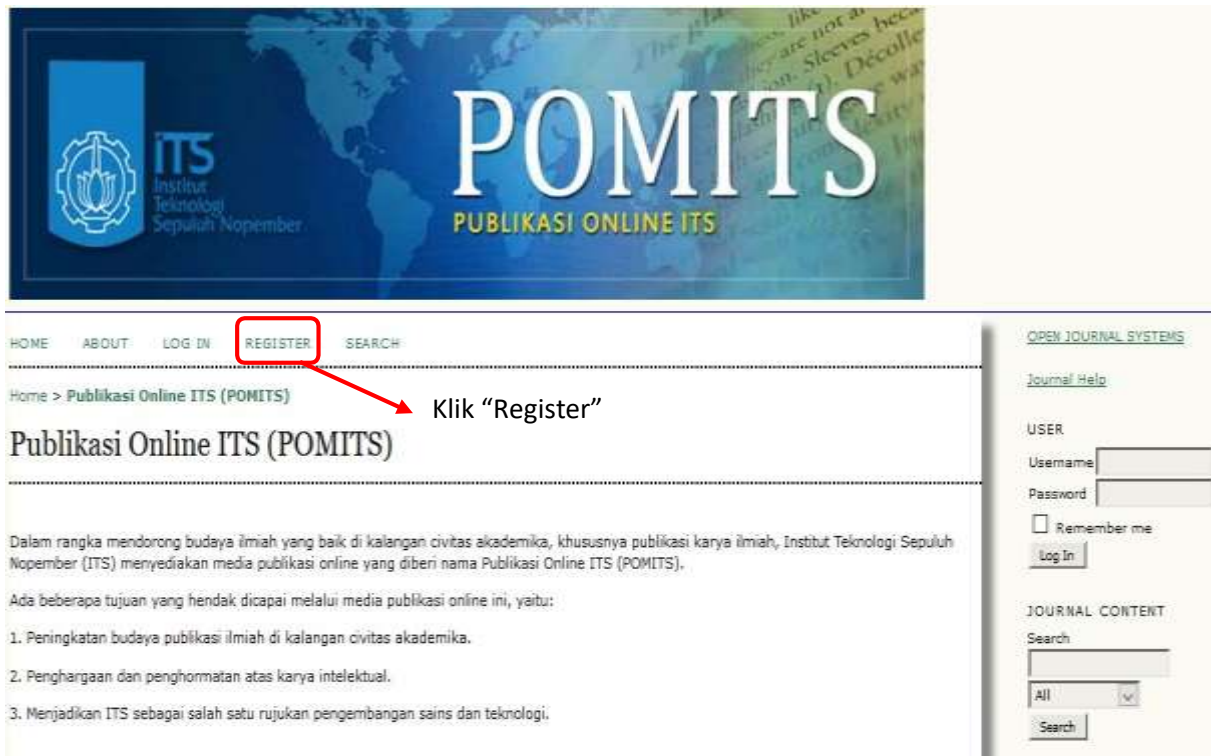 iTS
Institut
Teknologi
Sepuluh Nopember
POMITS
PUBLIKASI ONLINE ITS
HOME ABOUT LOG IN REGISTER SEARCH
Home > Publikasi Online ITS (POMITS)
Klik “Register”
Publikasi Online ITS (POMITS)
Dalam rangka mendorong budaya ilmiah yang baik di kalangan civitas akademika, khususnya publikasi karya ilmiah, Institut Teknologi Sepuluh
Nopember (ITS) menyediakan media publikasi online yang diberi nama Publikasi Online ITS (POMITS).
Ada beberapa tujuan yang hendak dicapai melalui media publikasi online ini, yaitu:
1. Peningkatan budaya publikasi ilmiah di kalangan civitas akademika.
2. Penghargaan dan penghormatan atas karya intelektual.
3. Menjadikan ITS sebagai salah satu rujukan pengembangan sains dan teknologi.
OPEN JOURNAL SYSTEMS
Journal Help
USER
Username
Password
Remember me
Log In
JOURNAL CONTENT
Search
All
Search